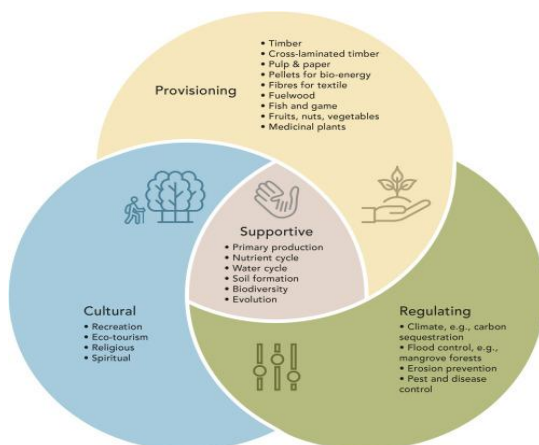 Provisioning
• Timber
• Cross-laminated timber
• Pulp & paper
• Pellets for bio-energy
• Fibres for textile
• Fuelwood
• Fish and game
• Fruits, nuts, vegetables
• Medicinal plants
Supportive
• Primary production
• Nutrient cycle
• Water cycle
• Soil formation
• Biodiversity
• Evolution
Cultural
• Recreation
• Eco-tourism
• Religious
• Spiritual
Regulating
• Climate, e.g., carbon
sequestration
• Flood control, e.g.,
mangrove forests
• Erosion prevention
• Pest and disease
control